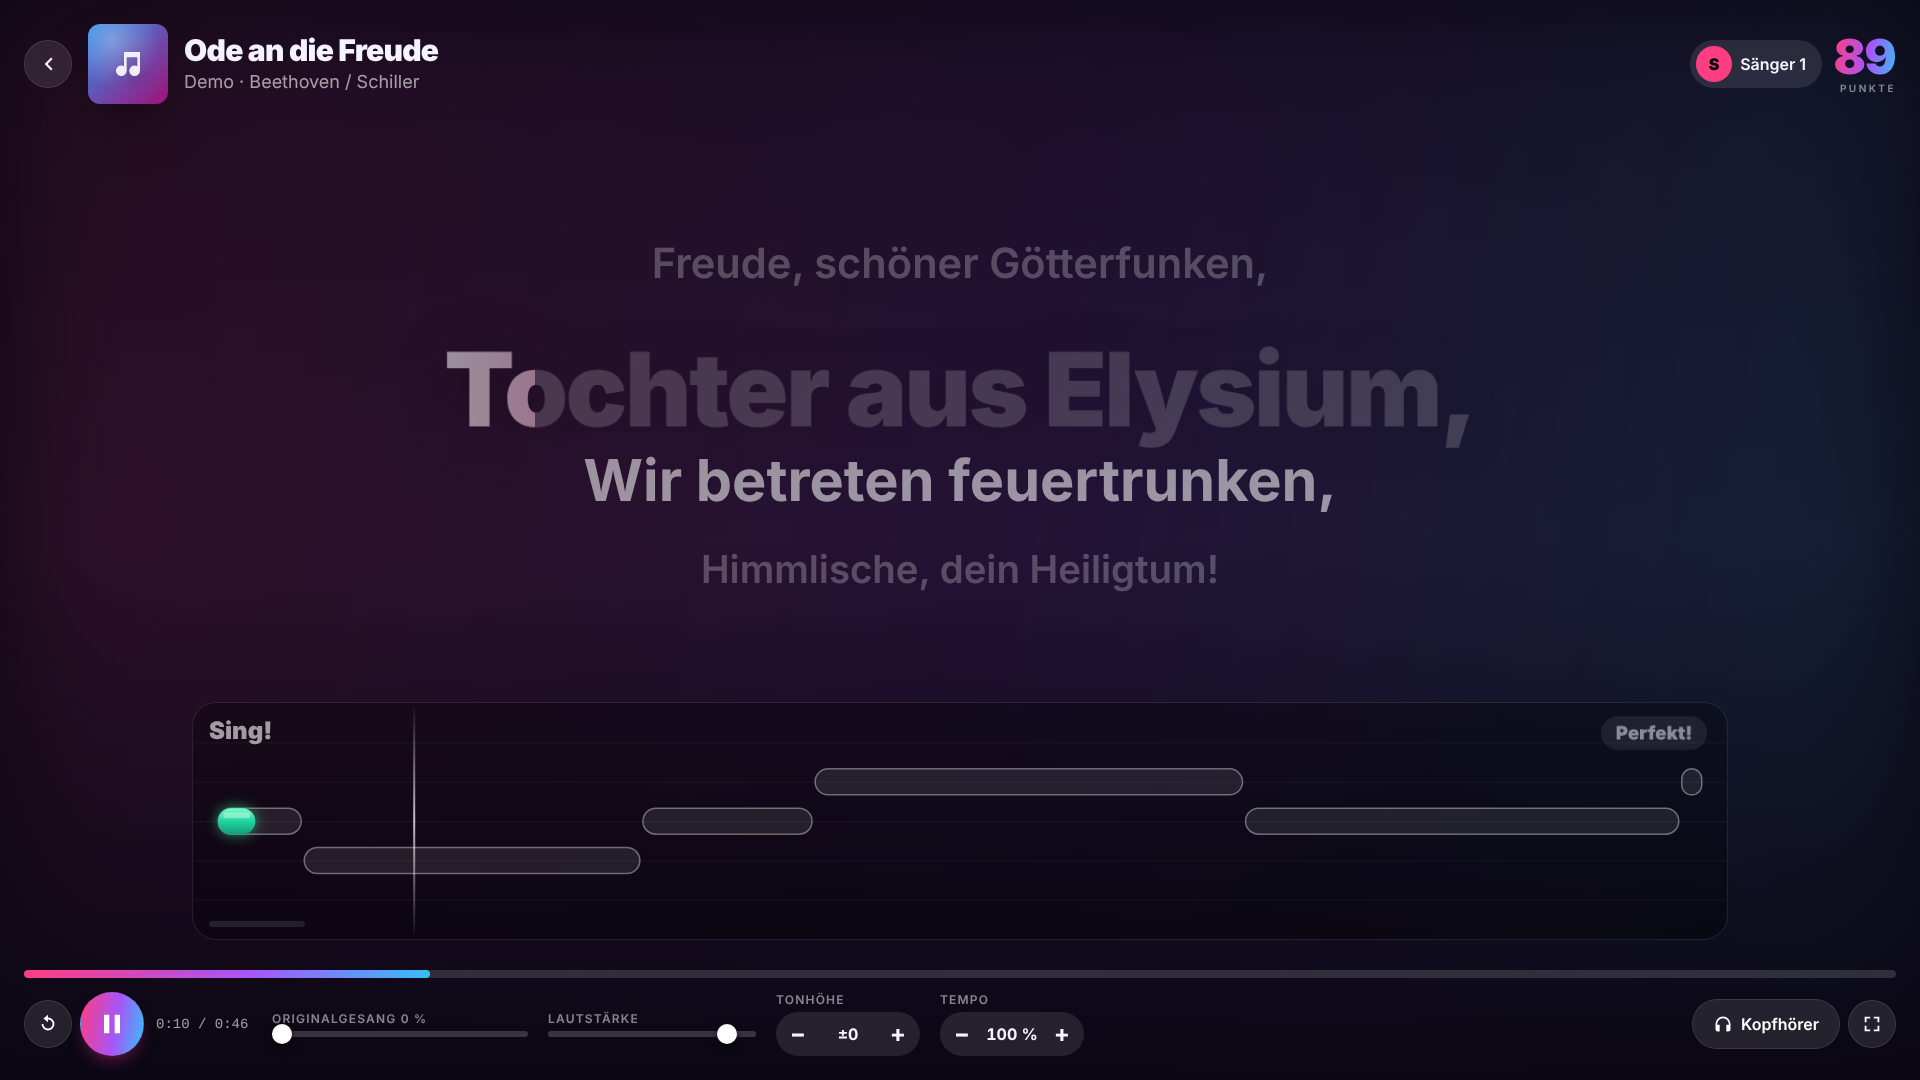 Ode an die Freude
Demo · Beethoven / Schiller
S
Sänger 1
89
PUNKTE
Freude, schöner Götterfunken,
Tochter aus Elysium,
Wir betreten feuertrunken,
Himmlische, dein Heiligtum!
Sing!
Perfekt!
0:10 / 0:46
ORIGINALGESANG 0 %
LAUTSTÄRKE
TONHÖHE
− ±0 +
TEMPO
− 100 % +
Kopfhörer